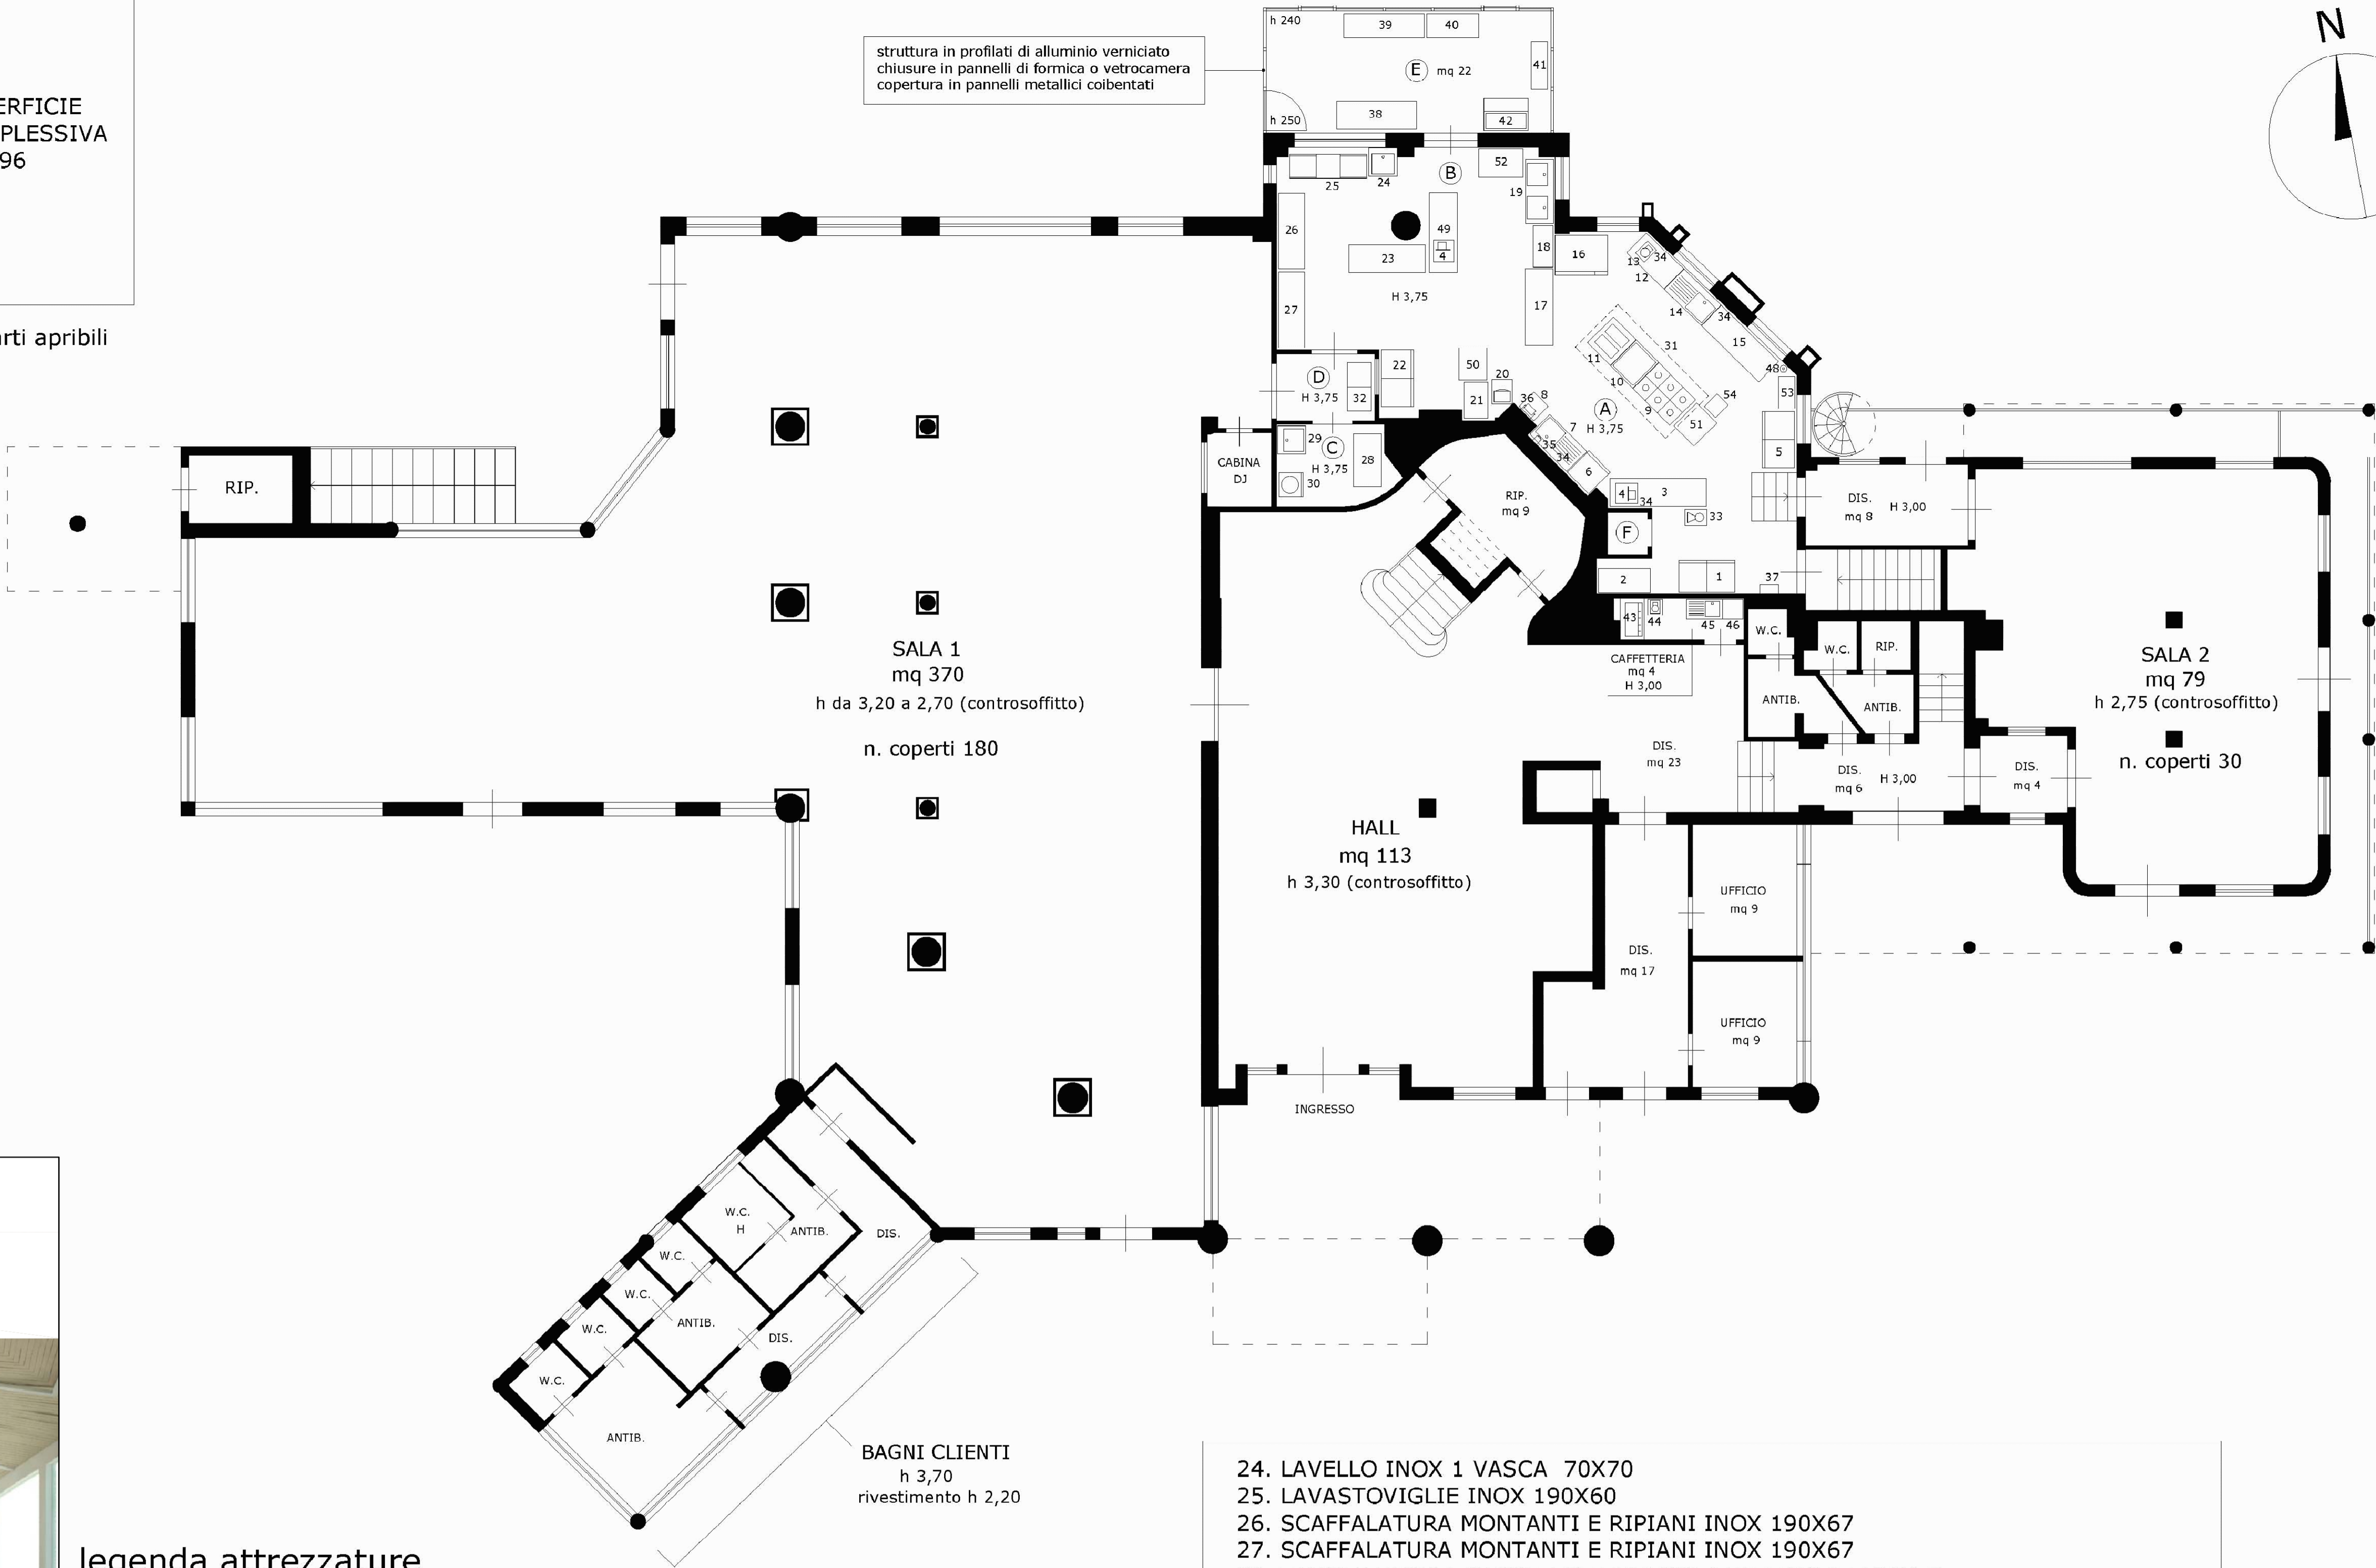 ERFICIE
PLESSIVA
96
arti apribili
struttura in profilati di alluminio verniciato
chiusure in pannelli di formica o vetrocamera
copertura in pannelli metallici coibentati
N
h 240
39
40
41
E mq 22
38
42
h 250
B
52
25
24
19
26
49
4
23
18
16
H 3,75
27
17
13
34
12
14
34
15
31
11
10
9
48
53
54
51
5
D
H 3,75
32
22
50
20
21
36
8
A
H 3,75
7
35
34
6
CABINA
DJ
29
C
H 3,75
30
28
RIP.
mq 9
4
34
3
33
F
2
1
37
DIS.
mq 8
H 3,00
RIP.
43
44
45
46
W.C.
W.C.
RIP.
CAFFETTERIA
mq 4
H 3,00
ANTIB.
ANTIB.
SALA 1
mq 370
h da 3,20 a 2,70 (controsoffitto)
n. coperti 180
SALA 2
mq 79
h 2,75 (controsoffitto)
n. coperti 30
DIS.
mq 23
DIS.
mq 6
H 3,00
DIS.
mq 4
HALL
mq 113
h 3,30 (controsoffitto)
UFFICIO
mq 9
DIS.
mq 17
UFFICIO
mq 9
INGRESSO
W.C.
H
ANTIB.
DIS.
W.C.
W.C.
ANTIB.
W.C.
DIS.
W.C.
ANTIB.
BAGNI CLIENTI
h 3,70
rivestimento h 2,20
24. LAVELLO INOX 1 VASCA 70X70
25. LAVASTOVIGLIE INOX 190X60
26. SCAFFALATURA MONTANTI E RIPIANI INOX 190X67
27. SCAFFALATURA MONTANTI E RIPIANI INOX 190X67
legenda attrezzature